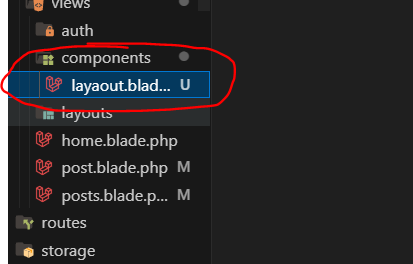 views
auth
components
layaout.blad... U
layouts
home.blade.php
post.blade.php M
posts.blade.p... M
routes
storage